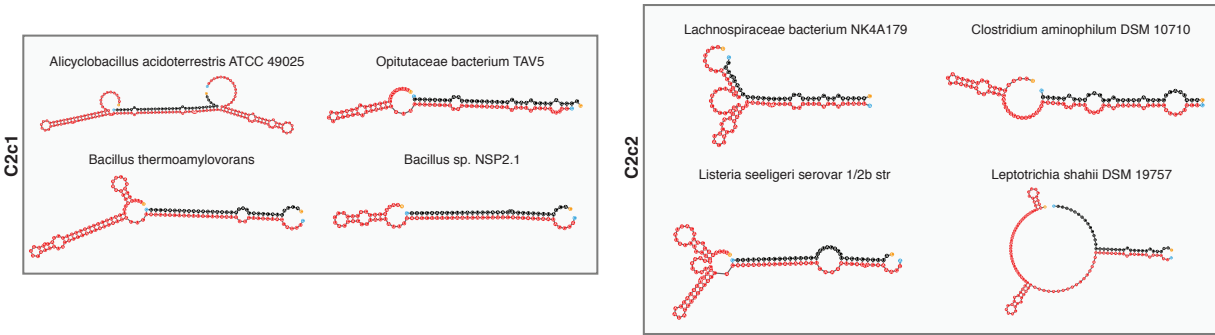 C2c1
Alicyclobacillus acidoterrestris ATCC 49025
Opitutaceae bacterium TAV5
Bacillus thermoamylovorans
Bacillus sp. NSP2.1
C2c2
Lachnospiraceae bacterium NK4A179
Clostridium aminophilum DSM 10710
Listeria seeligeri serovar 1/2b str
Leptotrichia shahii DSM 19757